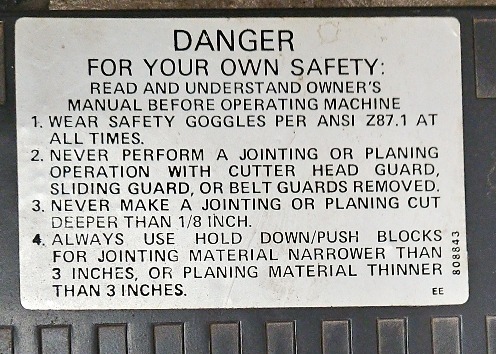 DANGER
FOR YOUR OWN SAFETY:
READ AND UNDERSTAND OWNER'S
MANUAL BEFORE OPERATING MACHINE
1. WEAR SAFETY GOGGLES PER ANSI Z87.1 AT
ALL TIMES.
2. NEVER PERFORM A JOINTING OR PLANING
OPERATION WITH CUTTER HEAD GUARD,
SLIDING GUARD, OR BELT GUARDS REMOVED.
3. NEVER MAKE A JOINTING OR PLANING CUT
DEEPER THAN 1/8 INCH.
4. ALWAYS USE HOLD DOWN/PUSH BLOCKS
FOR JOINTING MATERIAL NARROWER THAN
3 INCHES, OR PLANING MATERIAL THINNER
THAN 3 INCHES.
EE
808843